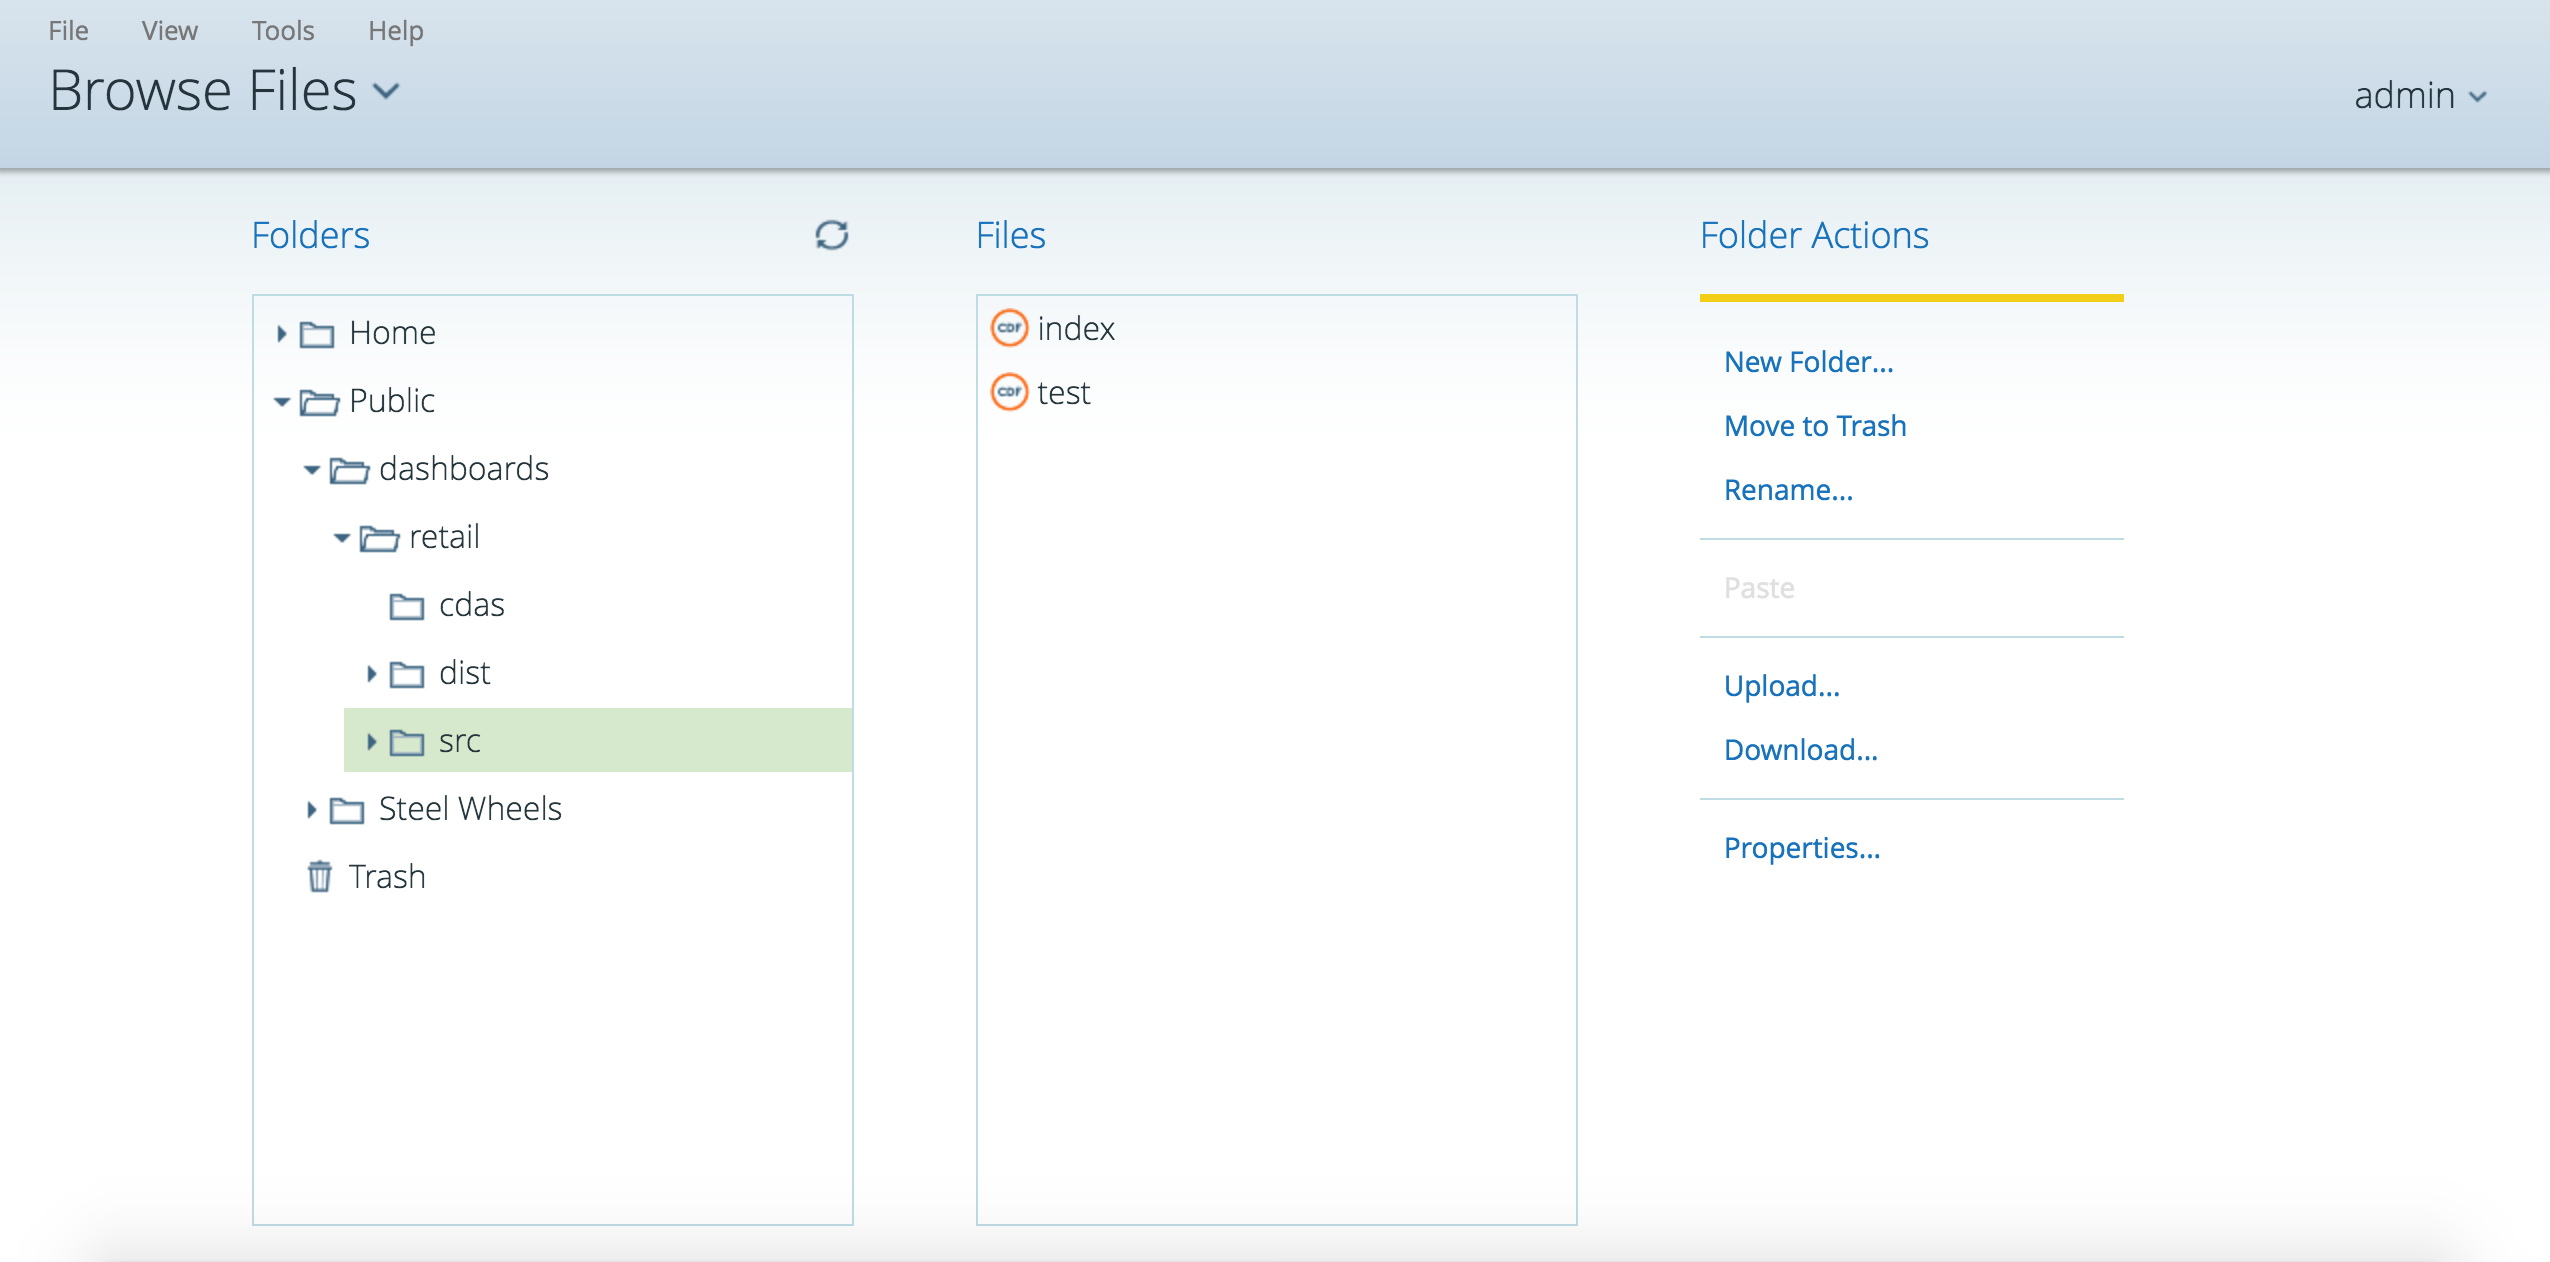 File View Tools Help
Browse Files
admin
Folders
Home
Public
dashboards
retail
cdas
dist
src
Steel Wheels
Trash
Files
CDF index
CDF test
Folder Actions
New Folder...
Move to Trash
Rename...
Paste
Upload...
Download...
Properties...